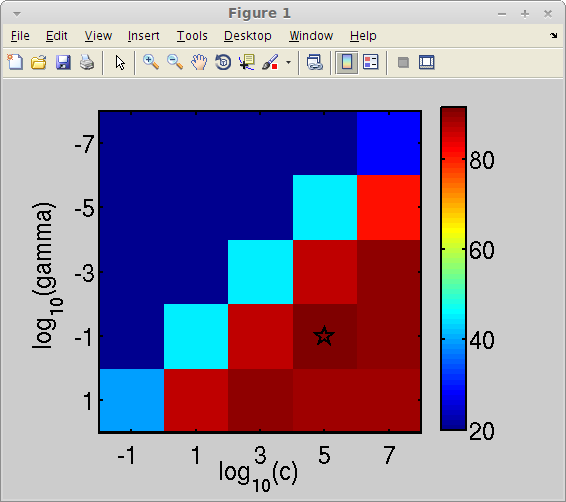 Figure 1
File Edit View Insert Tools Desktop Window Help
-7
-5
-3
-1
1
log10(gamma)
-1 1 3 5 7
log10(c)
80
60
40
20